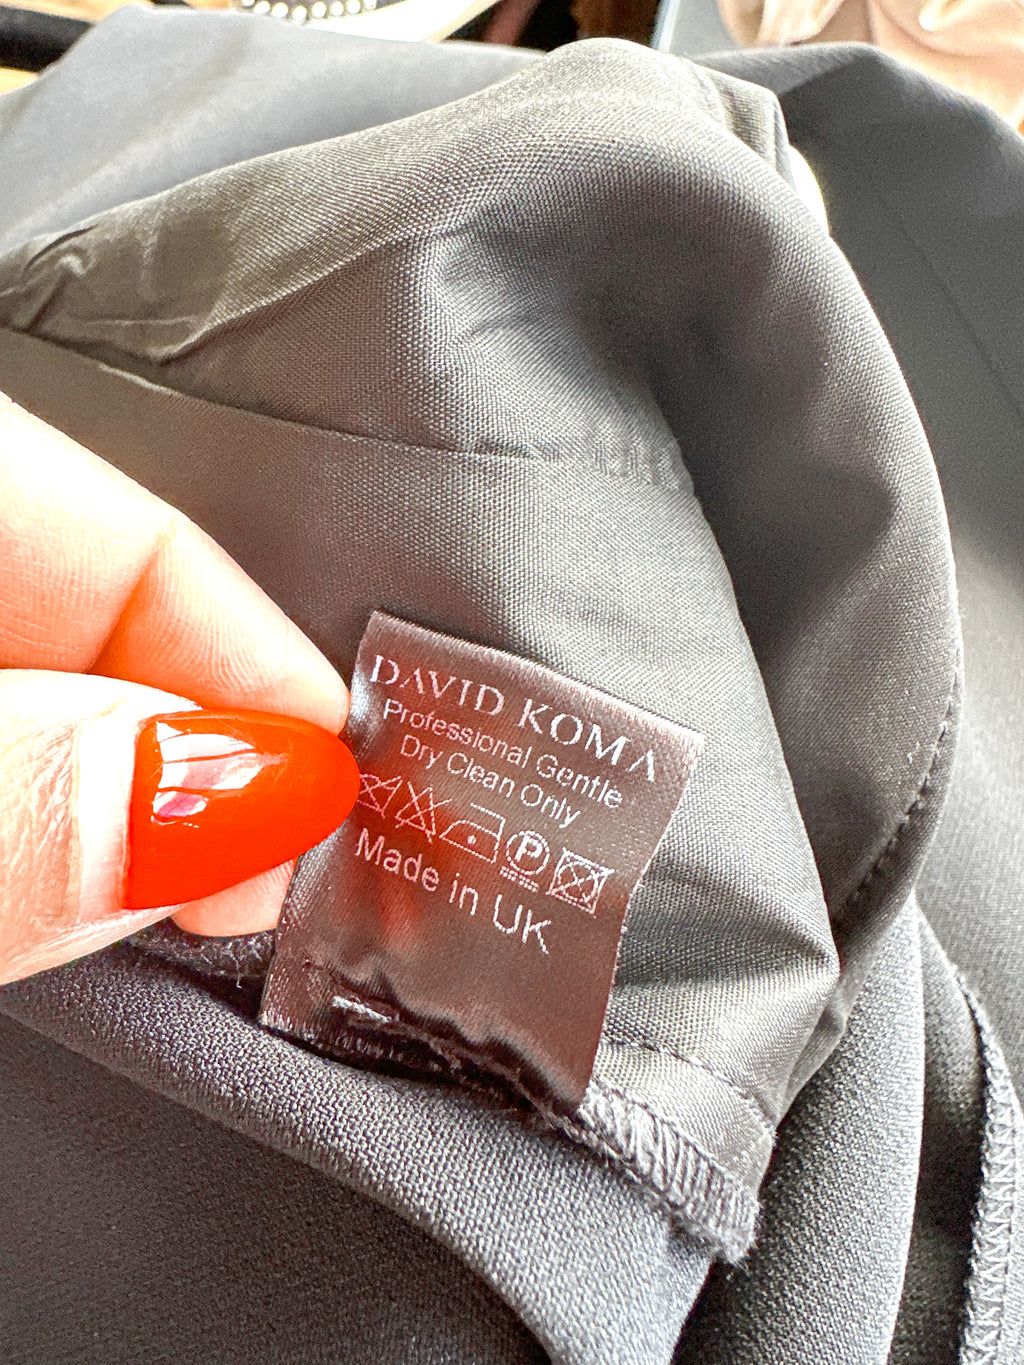 DAVID KOMA
Professional Gentle
Dry Clean Only
P
Made in UK